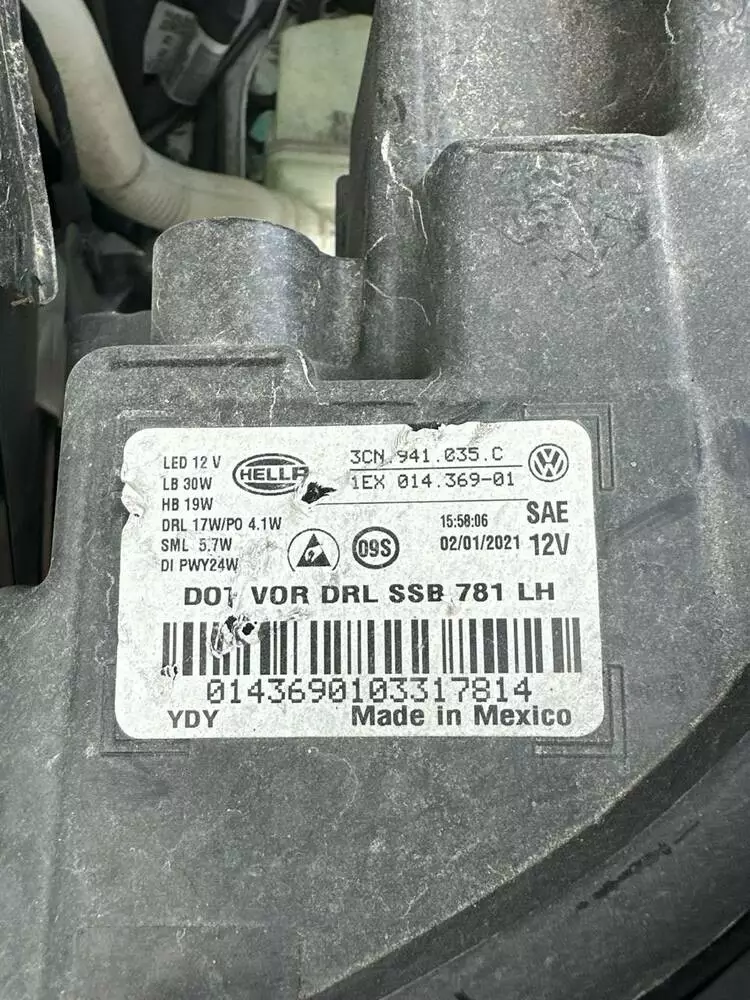 LED 12 V
LB 30W
HB 19W
DRL 17W/PO 4.1W
SML 5.7W
DI PWY24W
HELLA
3CN.941.035.C
1EX 014.369-01
15:58:06
02/01/2021
SAE
12V
09S
DOT VOR DRL SSB 781 LH
0143690103317814
YDY
Made in Mexico